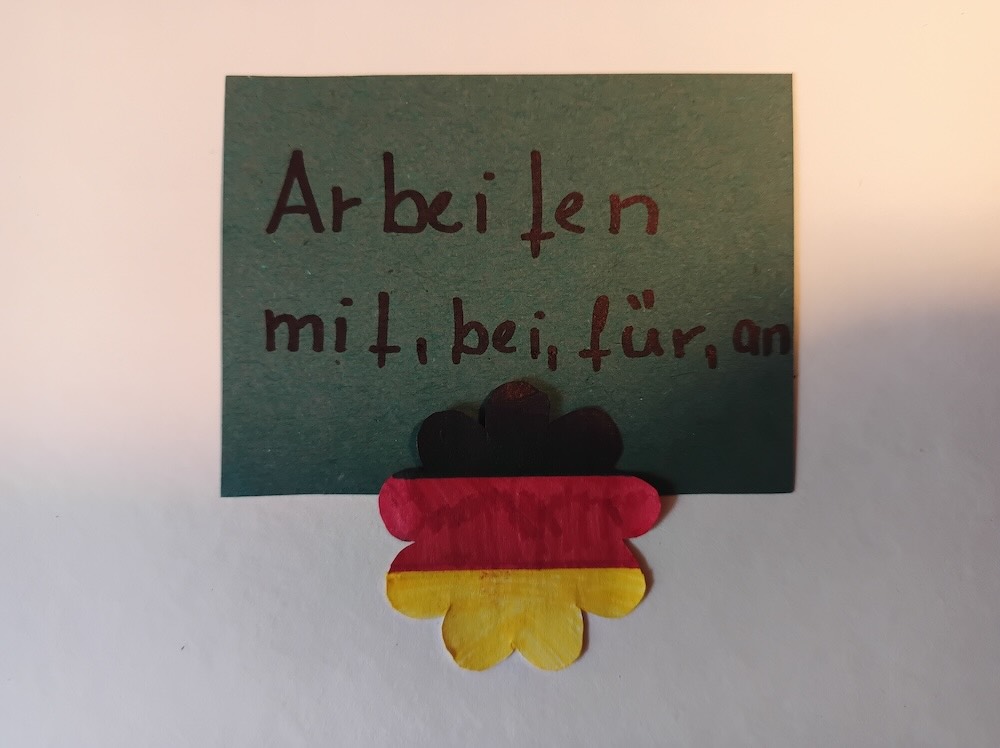 Arbeiten
mit, bei, für, an